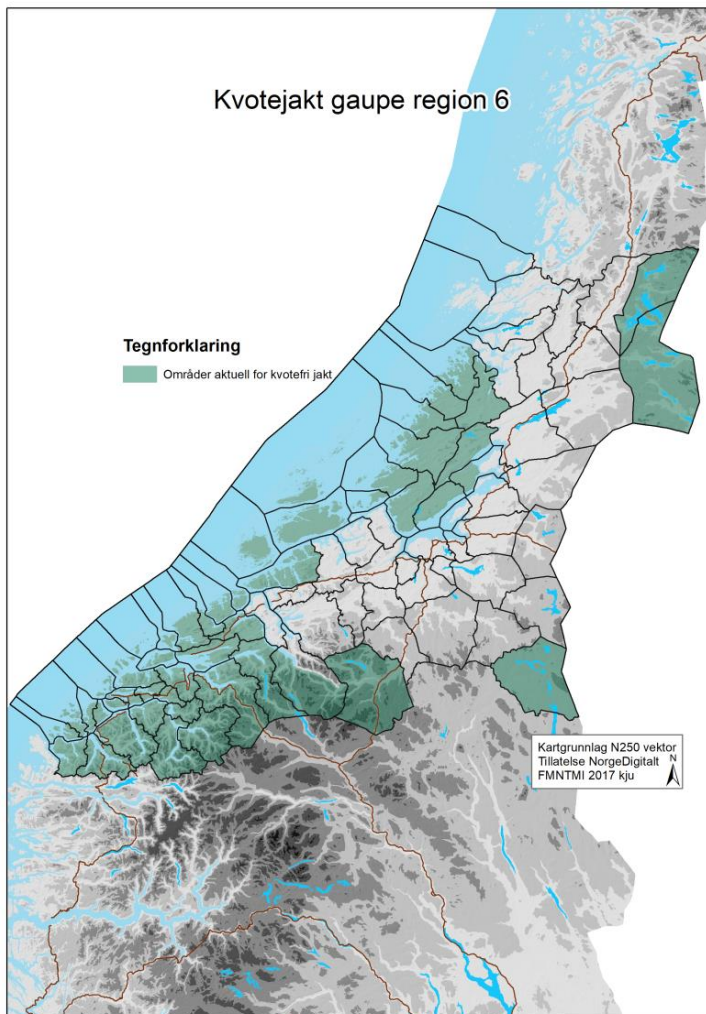 Kvotejakt gaupe region 6
Tegnforklaring
Områder aktuell for kvotefri jakt
Kartgrunnlag N250 vektor
Tillatelse NorgeDigitalt
FMNTMI 2017 kju
N